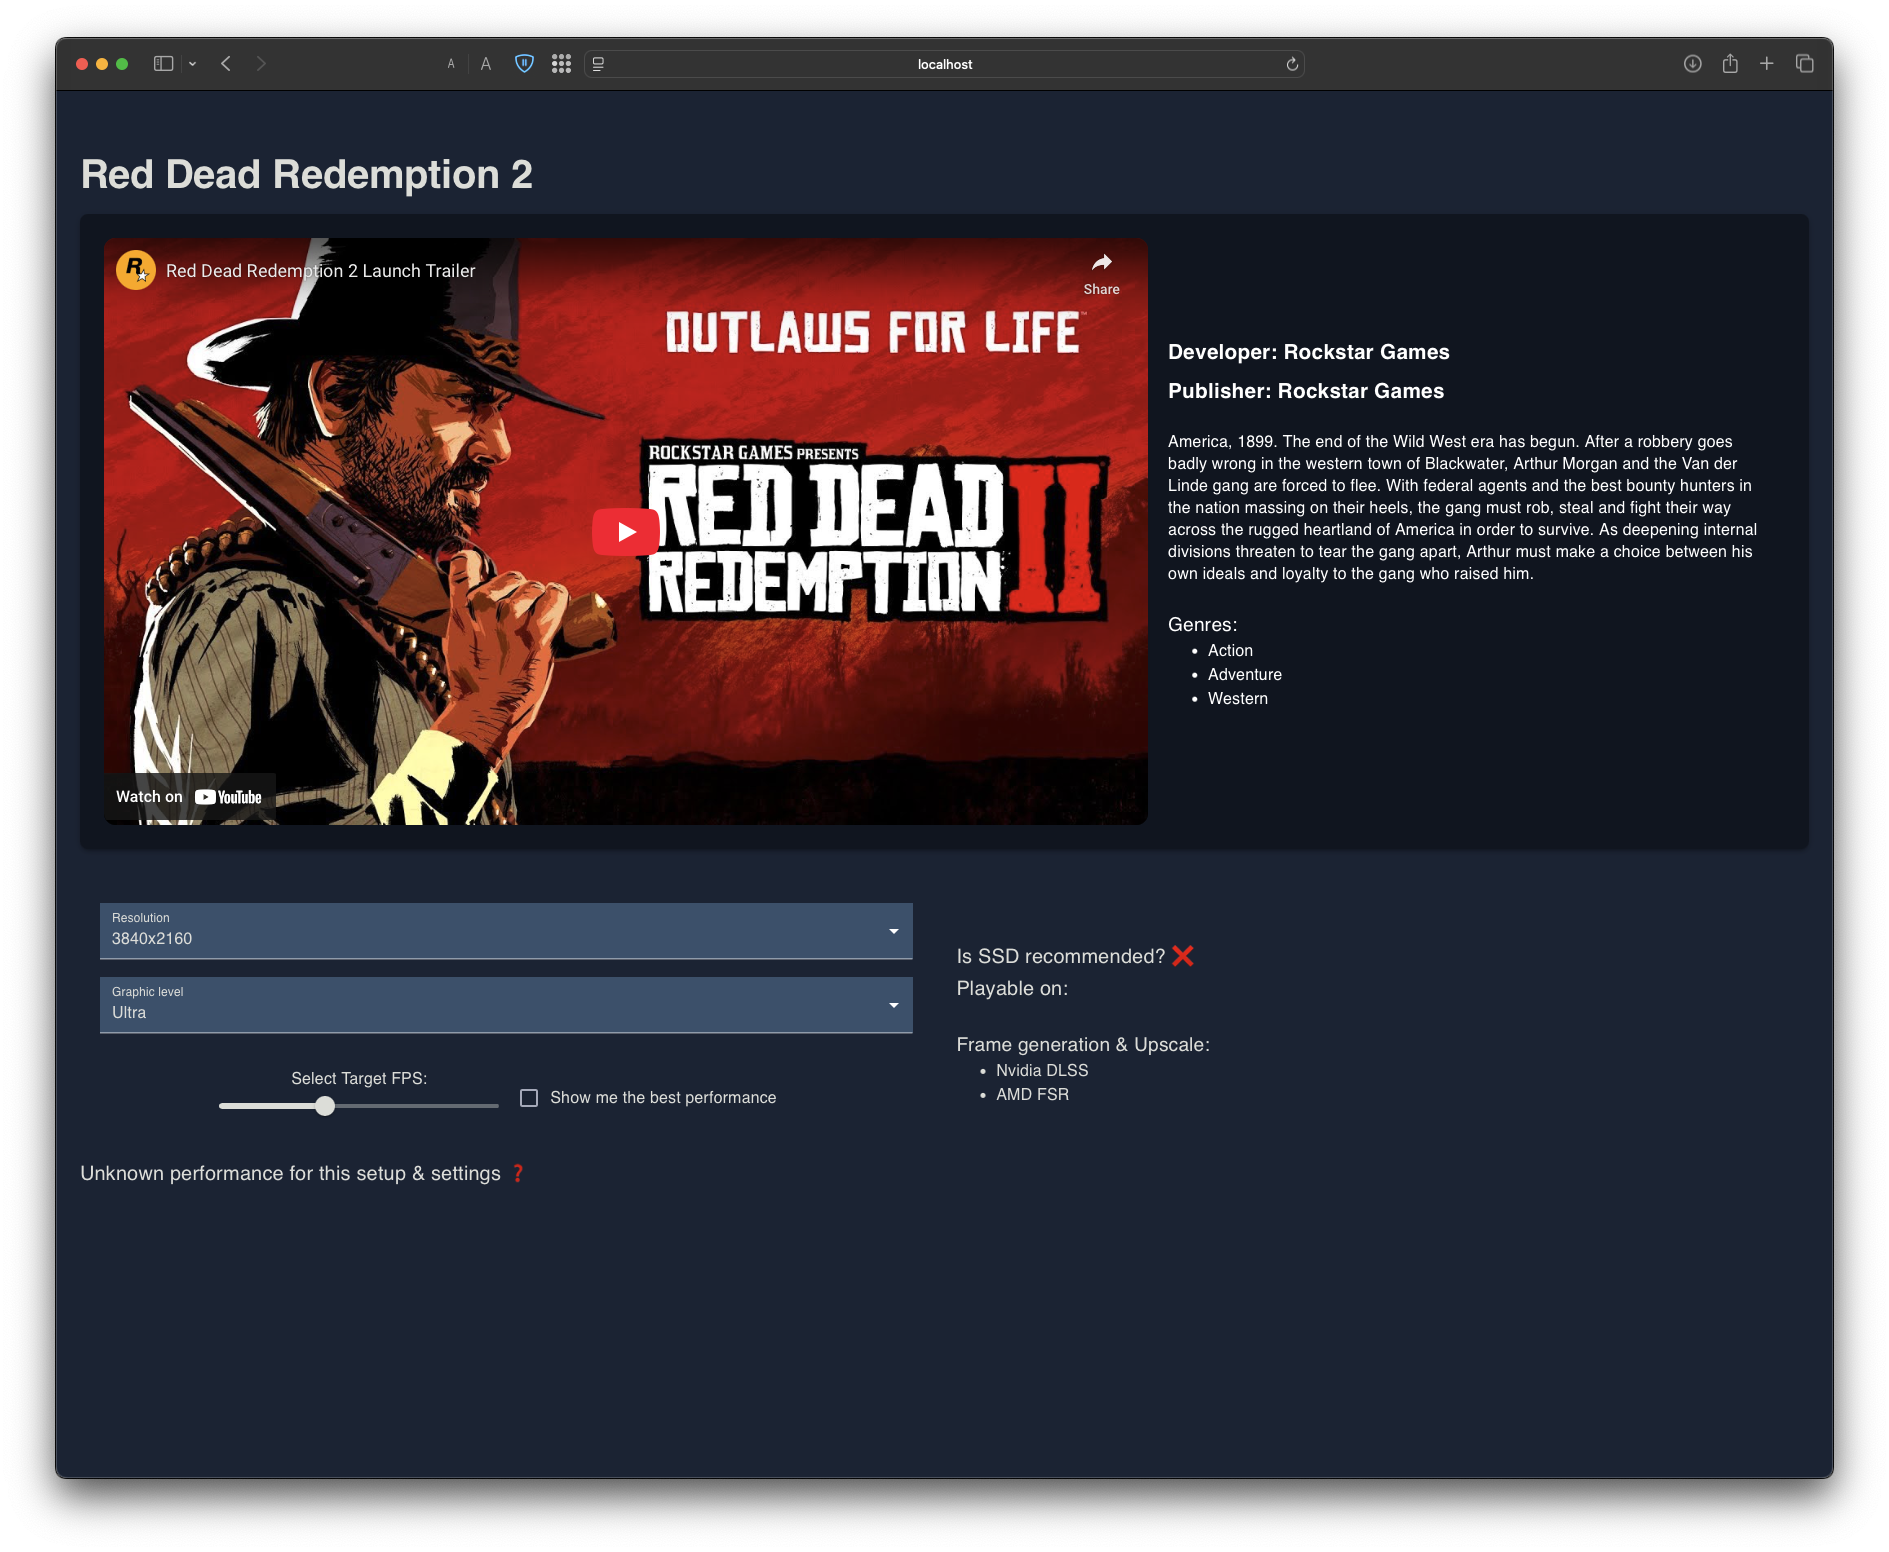 A A localhost
Red Dead Redemption 2
Red Dead Redemption 2 Launch Trailer
Share
OUTLAWS FOR LIFE™
ROCKSTAR GAMES PRESENTS
RED DEAD
REDEMPTION II
Watch on YouTube
Developer: Rockstar Games
Publisher: Rockstar Games
America, 1899. The end of the Wild West era has begun. After a robbery goes
badly wrong in the western town of Blackwater, Arthur Morgan and the Van der
Linde gang are forced to flee. With federal agents and the best bounty hunters in
the nation massing on their heels, the gang must rob, steal and fight their way
across the rugged heartland of America in order to survive. As deepening internal
divisions threaten to tear the gang apart, Arthur must make a choice between his
own ideals and loyalty to the gang who raised him.
Genres:
• Action
• Adventure
• Western
Resolution
3840x2160
Graphic level
Ultra
Select Target FPS:
Show me the best performance
Is SSD recommended? ❌
Playable on:
Frame generation & Upscale:
• Nvidia DLSS
• AMD FSR
Unknown performance for this setup & settings ❓